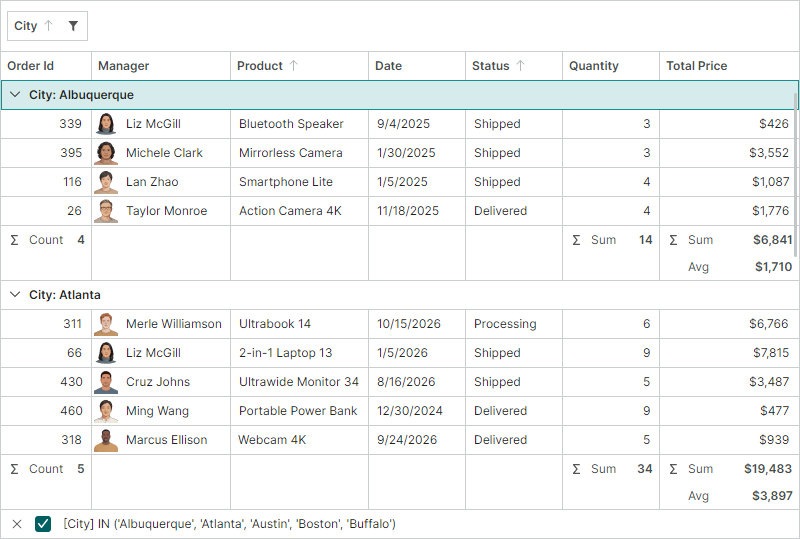 City
Order Id Manager Product Date Status Quantity Total Price
City: Albuquerque
339 Liz McGill Bluetooth Speaker 9/4/2025 Shipped 3 $426
395 Michele Clark Mirrorless Camera 1/30/2025 Shipped 3 $3,552
116 Lan Zhao Smartphone Lite 1/5/2025 Shipped 4 $1,087
26 Taylor Monroe Action Camera 4K 11/18/2025 Delivered 4 $1,776
Σ Count 4 Σ Sum 14 Σ Sum $6,841
Avg $1,710
City: Atlanta
311 Merle Williamson Ultrabook 14 10/15/2026 Processing 6 $6,766
66 Liz McGill 2-in-1 Laptop 13 1/5/2026 Shipped 9 $7,815
430 Cruz Johns Ultrawide Monitor 34 8/16/2026 Shipped 5 $3,487
460 Ming Wang Portable Power Bank 12/30/2024 Delivered 9 $477
318 Marcus Ellison Webcam 4K 9/24/2026 Delivered 5 $939
Σ Count 5 Σ Sum 34 Σ Sum $19,483
Avg $3,897
[City] IN ('Albuquerque', 'Atlanta', 'Austin', 'Boston', 'Buffalo')